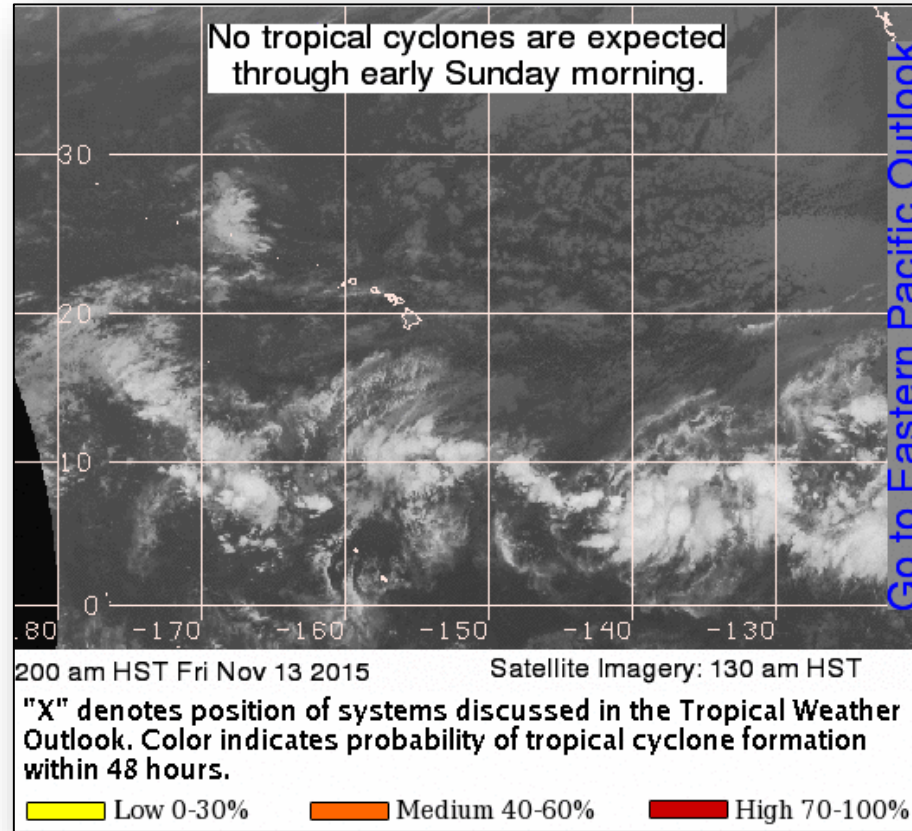 No tropical cyclones are expected
through early Sunday morning.
Go to Eastern Pacific Outlook
30
20
10
0
.80 -170 -160 -150 -140 -130
200 am HST Fri Nov 13 2015 Satellite Imagery: 130 am HST
"X" denotes position of systems discussed in the Tropical Weather
Outlook. Color indicates probability of tropical cyclone formation
within 48 hours.
Low 0-30% Medium 40-60% High 70-100%